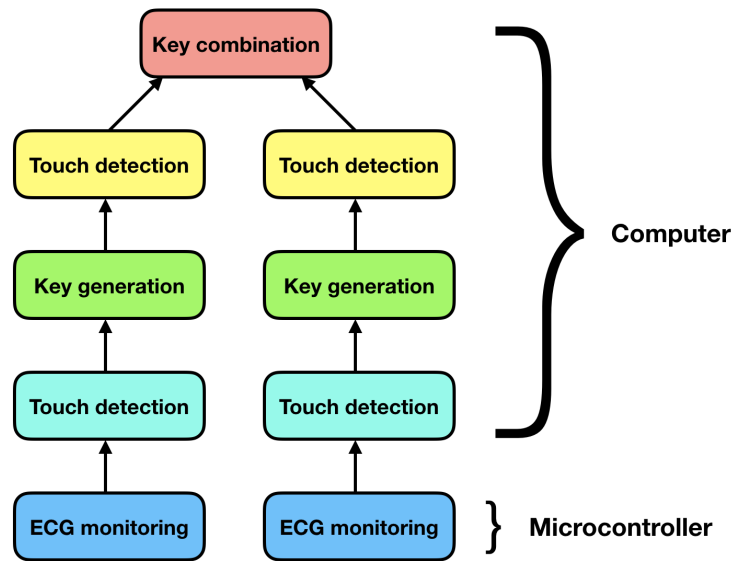 Key combination
Touch detection
Touch detection
Key generation
Key generation
Computer
Touch detection
Touch detection
ECG monitoring
ECG monitoring
Microcontroller